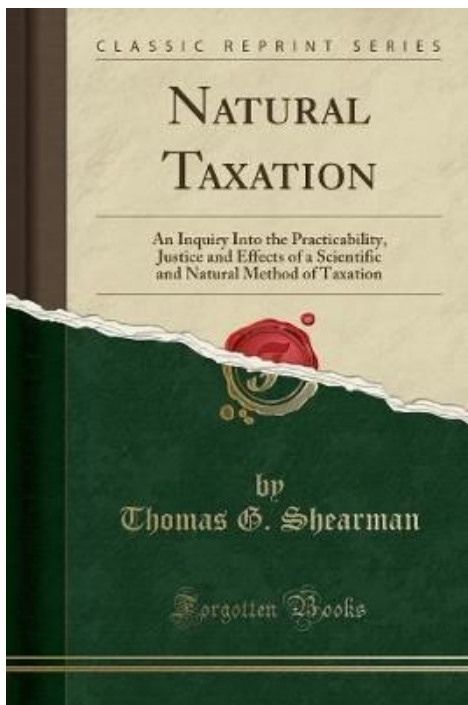 CLASSIC REPRINT SERIES
NATURAL
TAXATION
An Inquiry Into the Practicability,
Justice and Effects of a Scientific
and Natural Method of Taxation
by
Thomas G. Shearman
Forgotten Books